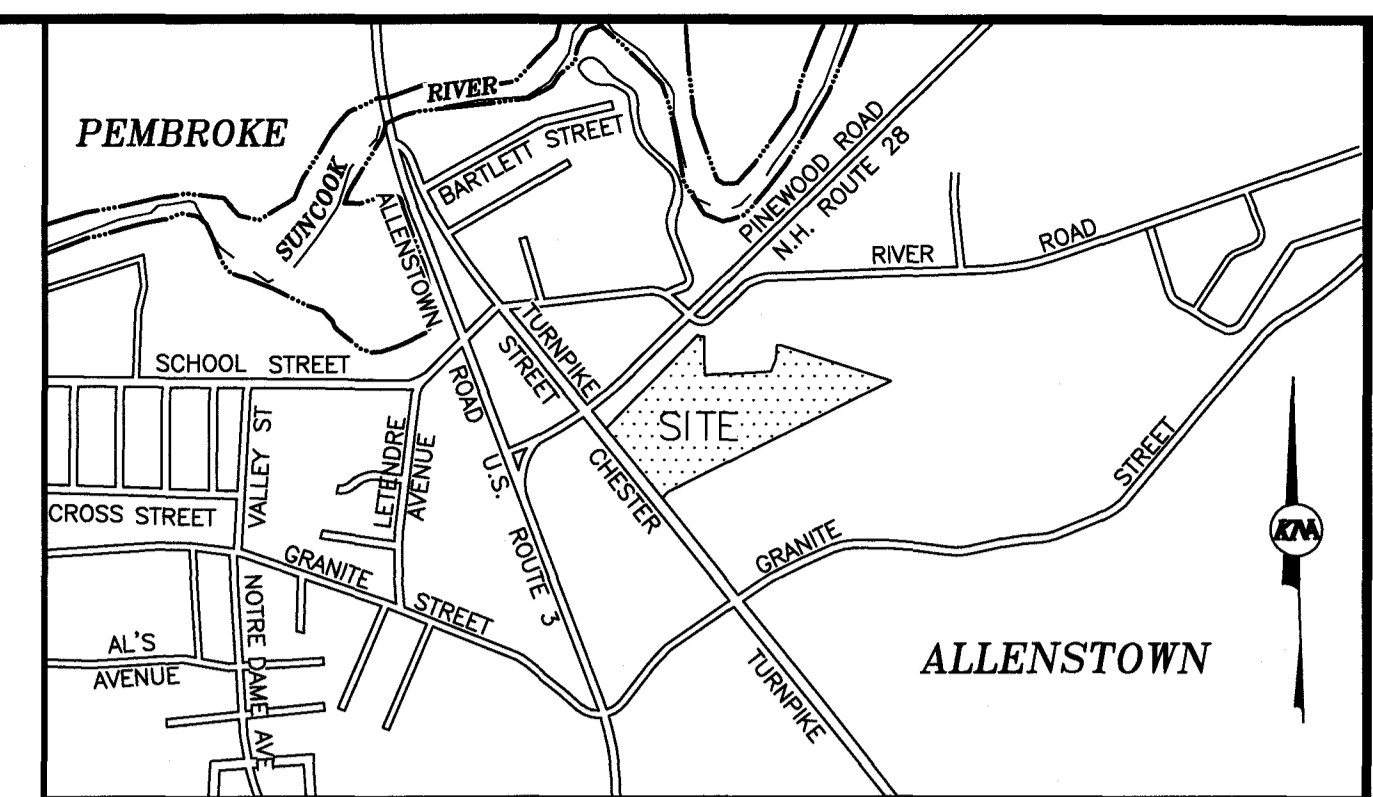 PEMBROKE
RIVER
SUNCOOK
BARTLETT STREET
PINEWOOD ROAD
N.H. ROUTE 28
RIVER ROAD
ALLENSTOWN ROAD
TURNPIKE STREET
SCHOOL STREET
U.S. ROUTE 3
SITE
VALLEY ST
LETENDRE AVENUE
CHESTER TURNPIKE
CROSS STREET
GRANITE STREET
GRANITE STREET
KNA
NOTRE DAME AVE
AL'S
AVENUE
ALLENSTOWN